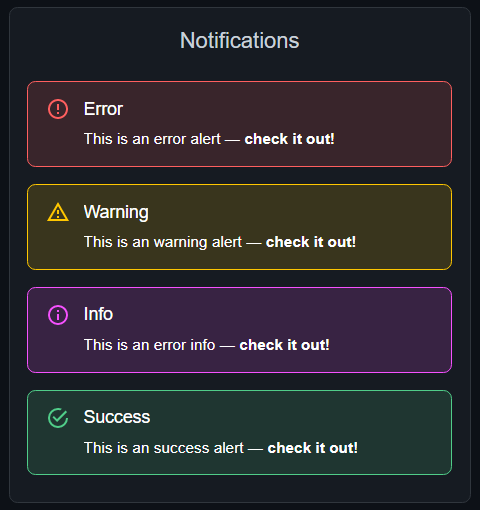 Notifications
Error
This is an error alert — check it out!
Warning
This is an warning alert — check it out!
Info
This is an error info — check it out!
Success
This is an success alert — check it out!